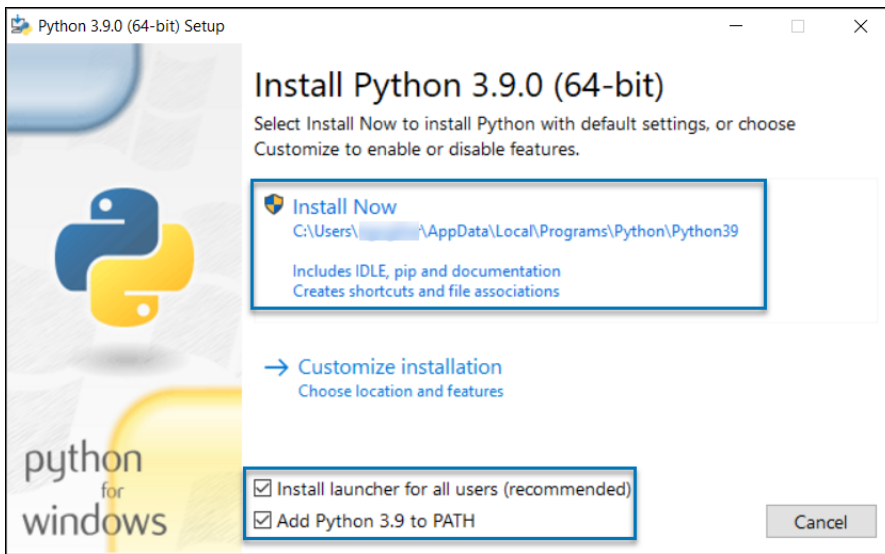 Python 3.9.0 (64-bit) Setup
Install Python 3.9.0 (64-bit)
Select Install Now to install Python with default settings, or choose
Customize to enable or disable features.
Install Now
C:\Users\ \AppData\Local\Programs\Python\Python39
Includes IDLE, pip and documentation
Creates shortcuts and file associations
Customize installation
Choose location and features
python
for
windows
Install launcher for all users (recommended)
Add Python 3.9 to PATH
Cancel